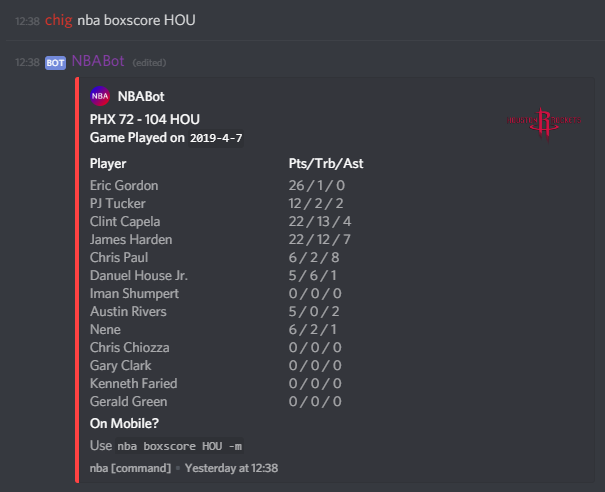 12:38 chig nba boxscore HOU
12:38 BOT NBABot (edited)
NBA NBABot
PHX 72 - 104 HOU
Game Played on 2019-4-7
Player Pts/Trb/Ast
Eric Gordon 26 / 1 / 0
PJ Tucker 12 / 2 / 2
Clint Capela 22 / 13 / 4
James Harden 22 / 12 / 7
Chris Paul 6 / 2 / 8
Danuel House Jr. 5 / 6 / 1
Iman Shumpert 0 / 0 / 0
Austin Rivers 5 / 0 / 2
Nene 6 / 2 / 1
Chris Chiozza 0 / 0 / 0
Gary Clark 0 / 0 / 0
Kenneth Faried 0 / 0 / 0
Gerald Green 0 / 0 / 0
On Mobile?
Use nba boxscore HOU -m
nba [command] • Yesterday at 12:38